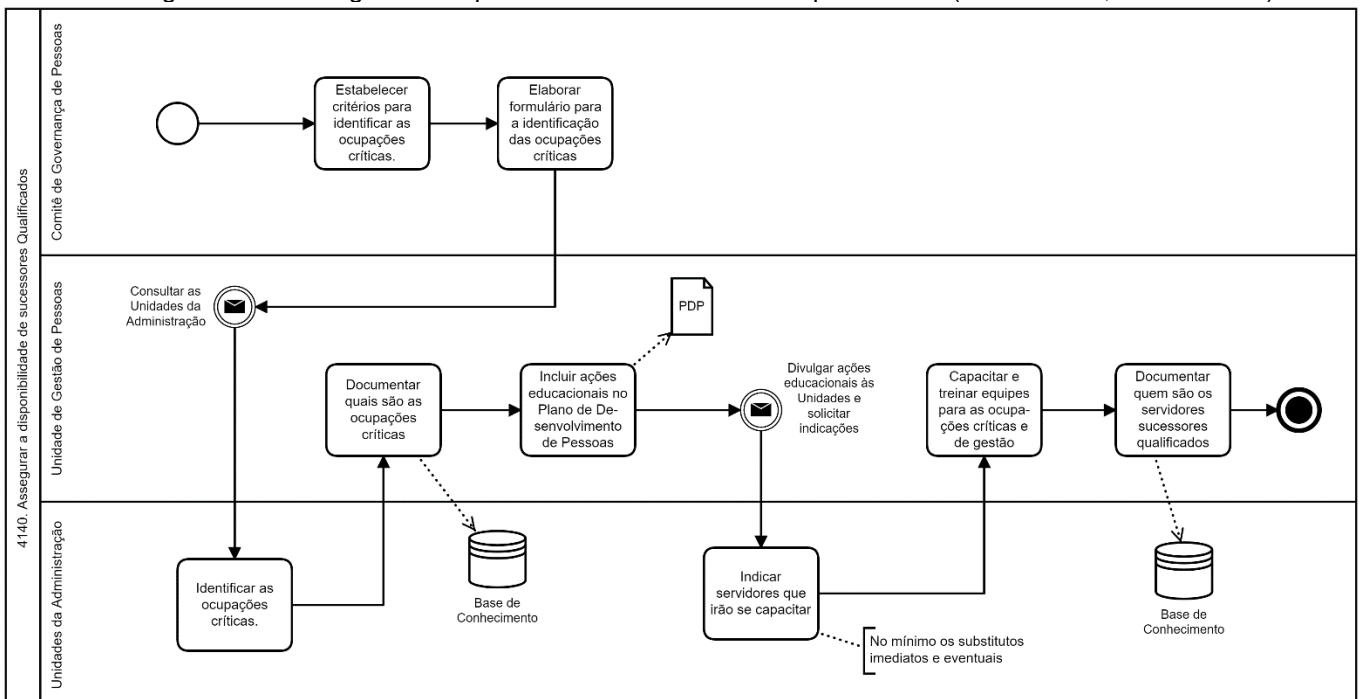 4140. Assegurar a disponibilidade de sucessores Qualificados
Comitê de Governança de Pessoas
Estabelecer
critérios para
identificar as
ocupações
críticas.
Elaborar
formulário para
a identificação
das ocupações
críticas
Unidade de Gestão de Pessoas
Consultar as
Unidades da
Administração
Documentar
quais são as
ocupações
críticas
Incluir ações
educacionais no
Plano de De-
senvolvimento
de Pessoas
PDP
Divulgar ações
educacionais às
Unidades e
solicitar
indicações
Capacitar e
treinar equipes
para as ocupa-
ções críticas e
de gestão
Documentar
quem são os
servidores
sucessores
qualificados
Unidades da Administração
Identificar as
ocupações
críticas.
Base de
Conhecimento
Indicar
servidores que
irão se capacitar
No mínimo os substitutos
imediatos e eventuais
Base de
Conhecimento